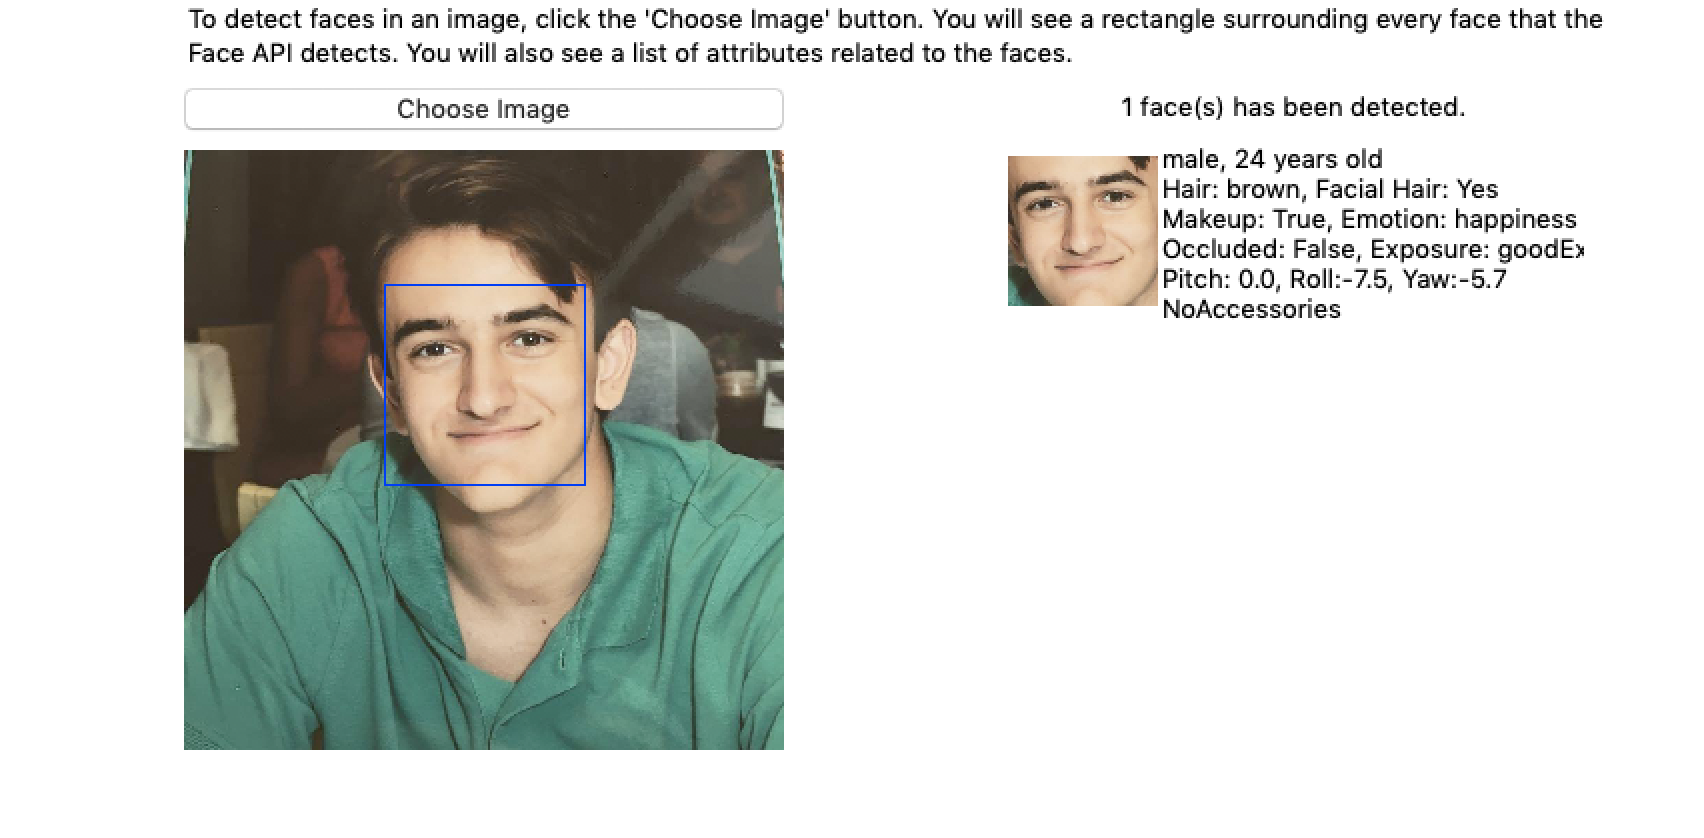 To detect faces in an image, click the 'Choose Image' button. You will see a rectangle surrounding every face that the
Face API detects. You will also see a list of attributes related to the faces.
Choose Image
1 face(s) has been detected.
male, 24 years old
Hair: brown, Facial Hair: Yes
Makeup: True, Emotion: happiness
Occluded: False, Exposure: goodEx
Pitch: 0.0, Roll:-7.5, Yaw:-5.7
NoAccessories